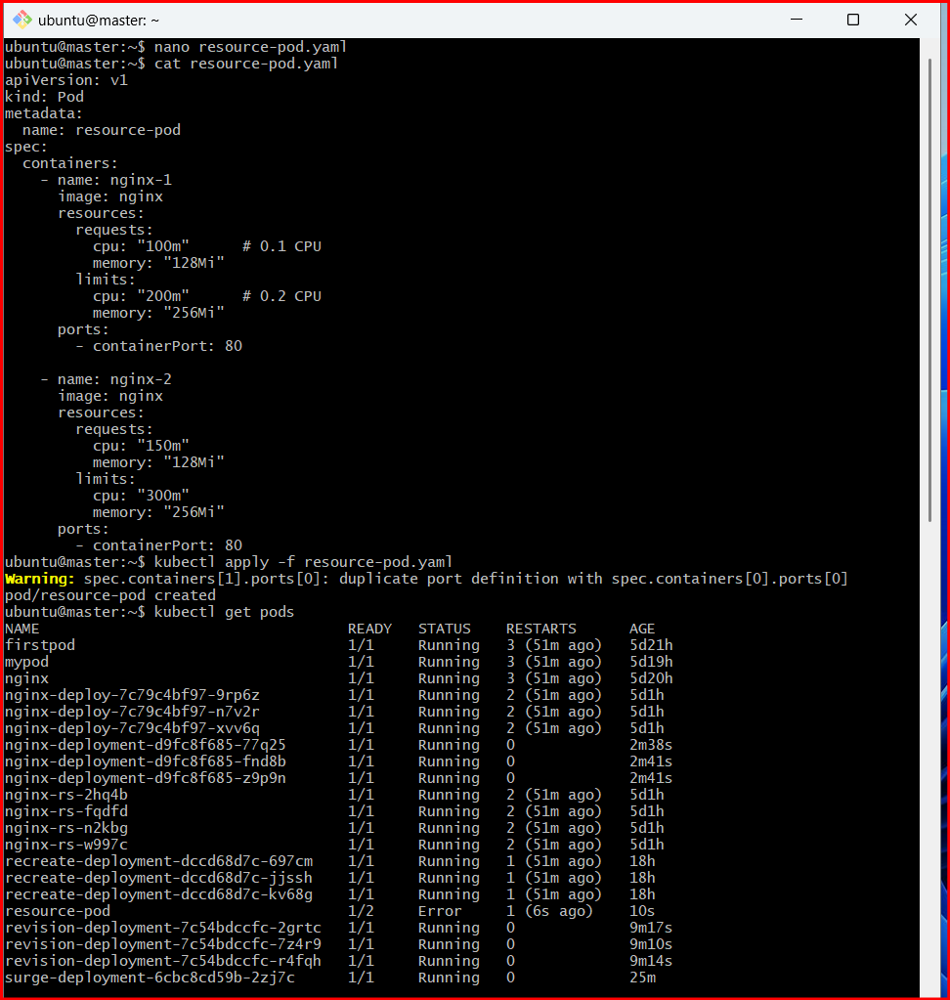 ubuntu@master: ~
ubuntu@master:~$ nano resource-pod.yaml
ubuntu@master:~$ cat resource-pod.yaml
apiVersion: v1
kind: Pod
metadata:
  name: resource-pod
spec:
  containers:
    - name: nginx-1
      image: nginx
      resources:
        requests:
          cpu: "100m"      # 0.1 CPU
          memory: "128Mi"
        limits:
          cpu: "200m"      # 0.2 CPU
          memory: "256Mi"
      ports:
        - containerPort: 80

    - name: nginx-2
      image: nginx
      resources:
        requests:
          cpu: "150m"
          memory: "128Mi"
        limits:
          cpu: "300m"
          memory: "256Mi"
      ports:
        - containerPort: 80
ubuntu@master:~$ kubectl apply -f resource-pod.yaml
Warning: spec.containers[1].ports[0]: duplicate port definition with spec.containers[0].ports[0]
pod/resource-pod created
ubuntu@master:~$ kubectl get pods
NAME                                   READY   STATUS    RESTARTS      AGE
firstpod                               1/1     Running   3 (51m ago)   5d21h
mypod                                  1/1     Running   3 (51m ago)   5d19h
nginx                                  1/1     Running   3 (51m ago)   5d20h
nginx-deploy-7c79c4bf97-9rp6z          1/1     Running   2 (51m ago)   5d1h
nginx-deploy-7c79c4bf97-n7v2r          1/1     Running   2 (51m ago)   5d1h
nginx-deploy-7c79c4bf97-xvv6q          1/1     Running   2 (51m ago)   5d1h
nginx-deployment-d9fc8f685-77q25       1/1     Running   0             2m38s
nginx-deployment-d9fc8f685-fnd8b       1/1     Running   0             2m41s
nginx-deployment-d9fc8f685-z9p9n       1/1     Running   0             2m41s
nginx-rs-2hq4b                         1/1     Running   2 (51m ago)   5d1h
nginx-rs-fqdfd                         1/1     Running   2 (51m ago)   5d1h
nginx-rs-n2kbg                         1/1     Running   2 (51m ago)   5d1h
nginx-rs-w997c                         1/1     Running   2 (51m ago)   5d1h
recreate-deployment-dccd68d7c-697cm    1/1     Running   1 (51m ago)   18h
recreate-deployment-dccd68d7c-jjssh    1/1     Running   1 (51m ago)   18h
recreate-deployment-dccd68d7c-kv68g    1/1     Running   1 (51m ago)   18h
resource-pod                           1/2     Error     1 (6s ago)    10s
revision-deployment-7c54bdccfc-2grtc   1/1     Running   0             9m17s
revision-deployment-7c54bdccfc-7z4r9   1/1     Running   0             9m10s
revision-deployment-7c54bdccfc-r4fqh   1/1     Running   0             9m14s
surge-deployment-6cbc8cd59b-2zj7c      1/1     Running   0             25m